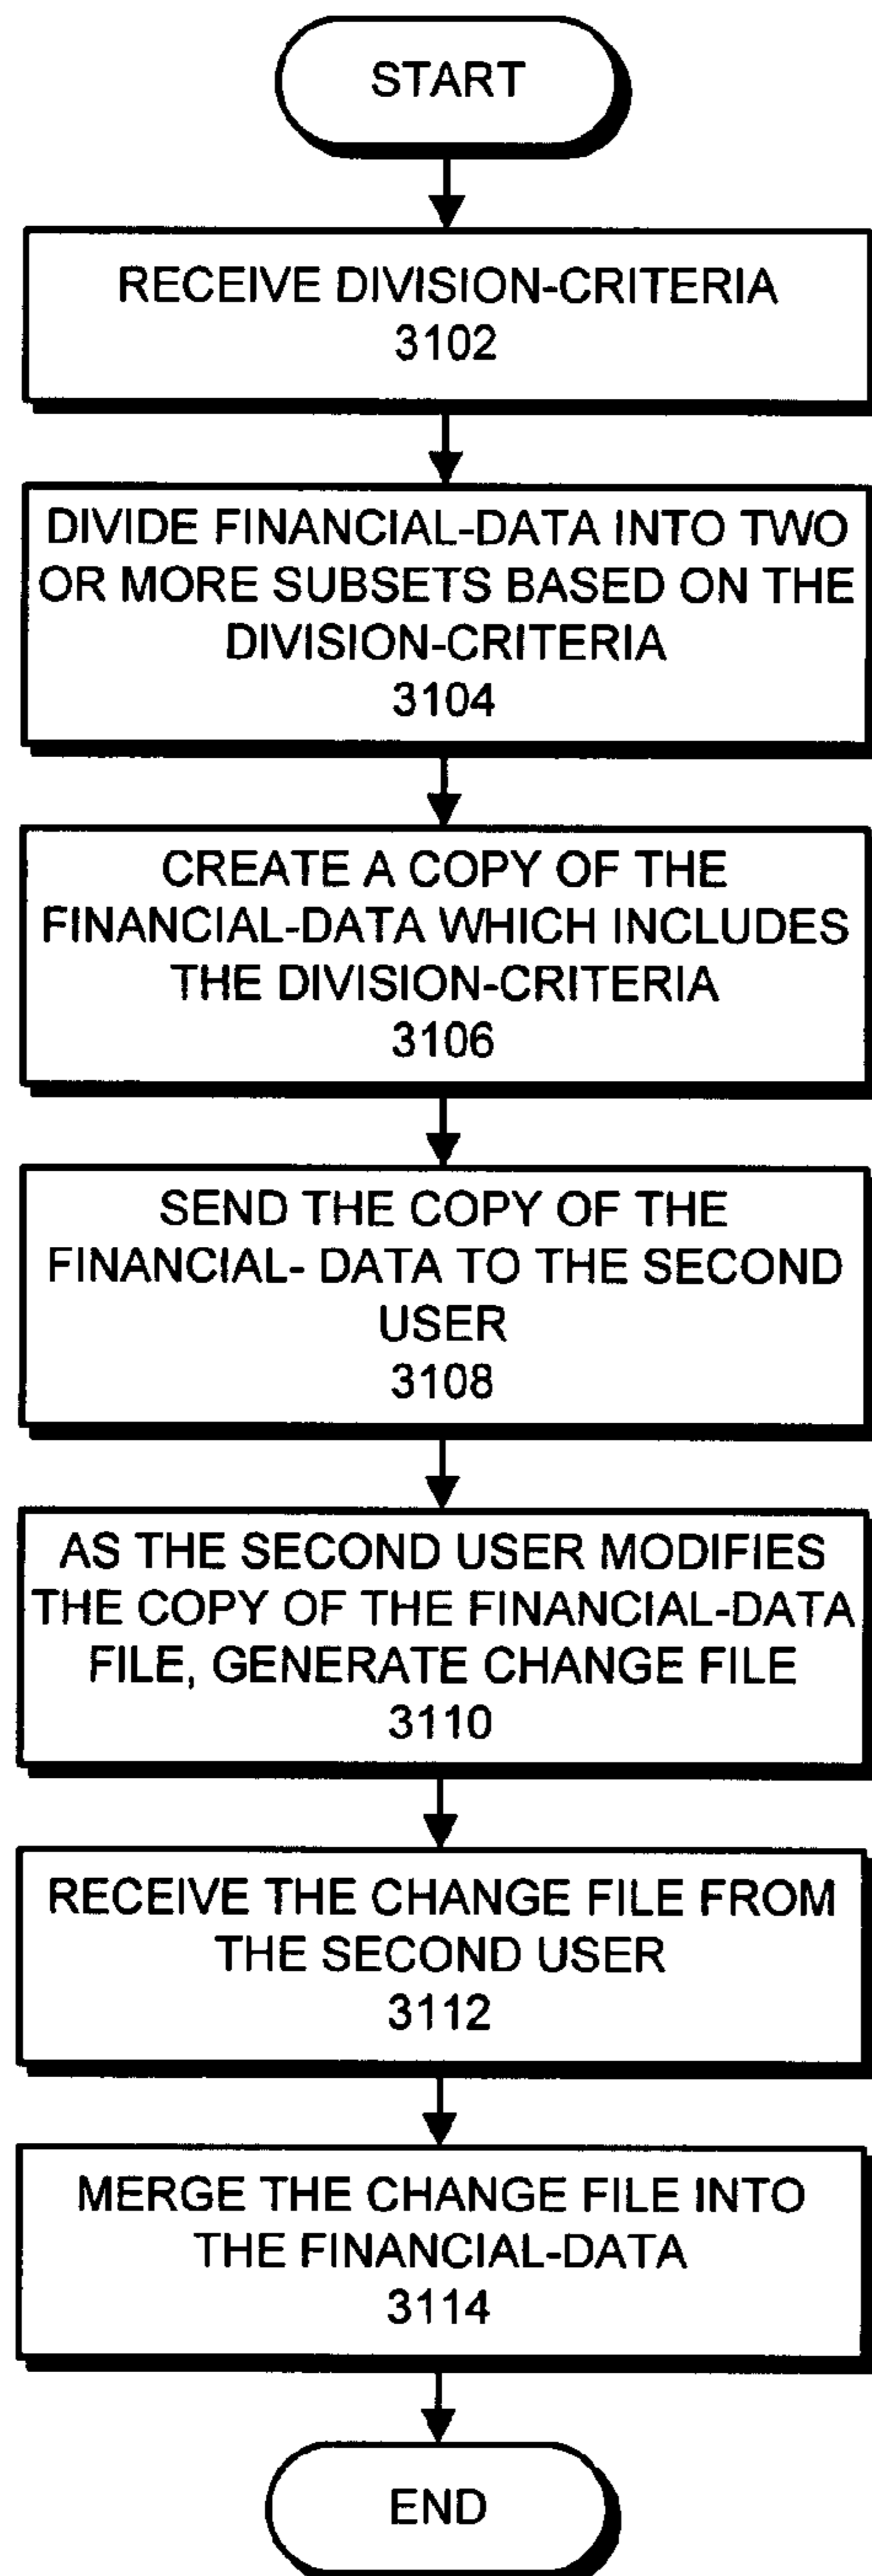 START
RECEIVE DIVISION-CRITERIA
3102
DIVIDE FINANCIAL-DATA INTO TWO
OR MORE SUBSETS BASED ON THE
DIVISION-CRITERIA
3104
CREATE A COPY OF THE
FINANCIAL-DATA WHICH INCLUDES
THE DIVISION-CRITERIA
3106
SEND THE COPY OF THE
FINANCIAL- DATA TO THE SECOND
USER
3108
AS THE SECOND USER MODIFIES
THE COPY OF THE FINANCIAL-DATA
FILE, GENERATE CHANGE FILE
3110
RECEIVE THE CHANGE FILE FROM
THE SECOND USER
3112
MERGE THE CHANGE FILE INTO
THE FINANCIAL-DATA
3114
END